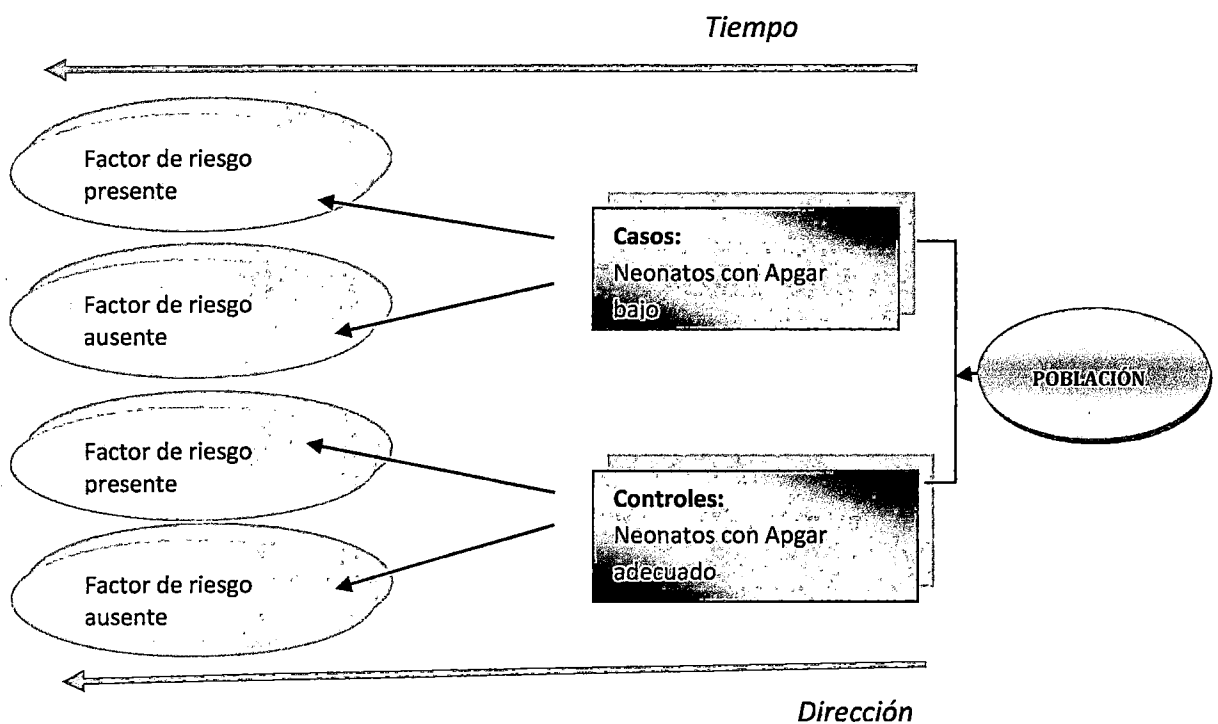 Tiempo
Factor de riesgo
presente
Factor de riesgo
ausente
Factor de riesgo
presente
Factor de riesgo
ausente
Casos:
Neonatos con Apgar
bajo
Controles:
Neonatos con Apgar
adecuado
POBLACIÓN
Dirección